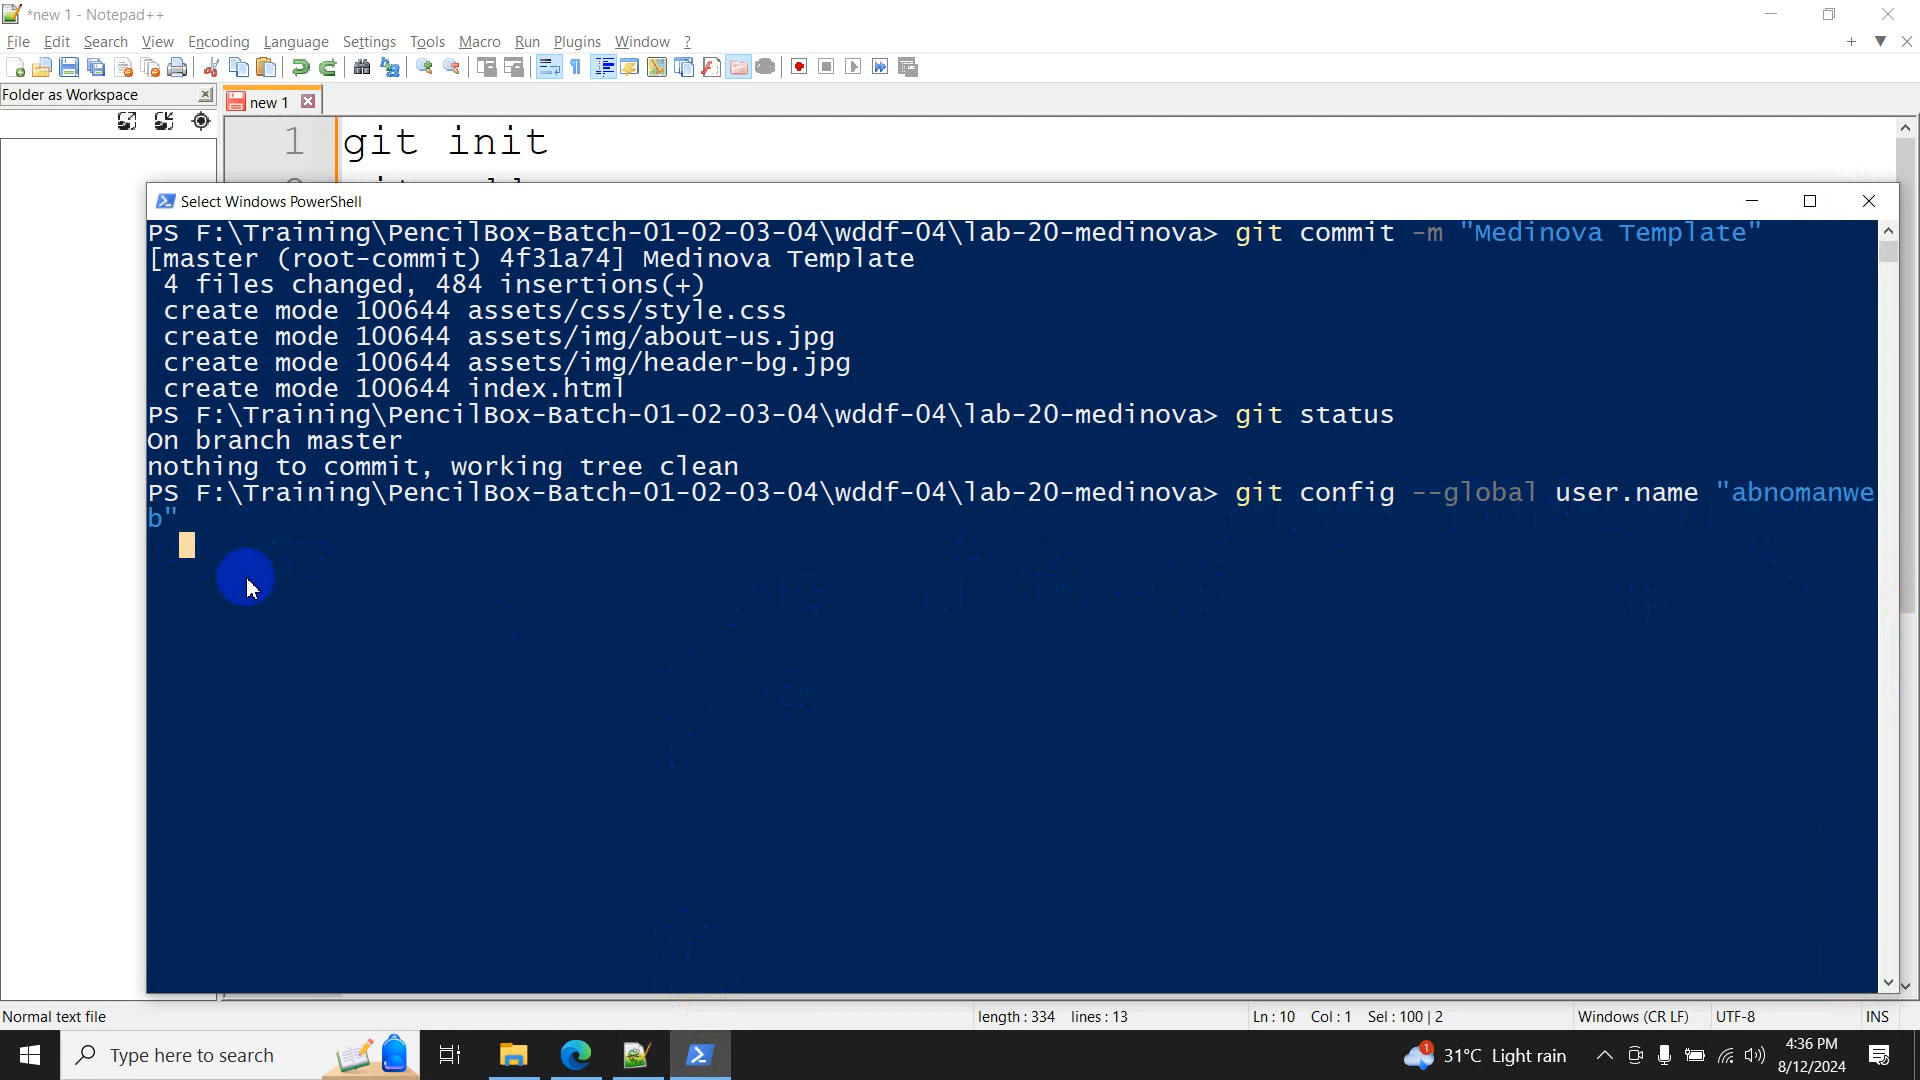 *new 1 - Notepad++
File Edit Search View Encoding Language Settings Tools Macro Run Plugins Window ?
Folder as Workspace
new 1
1 git init
Select Windows PowerShell
PS F:\Training\PencilBox-Batch-01-02-03-04\wddf-04\lab-20-medinova> git commit -m "Medinova Template"
[master (root-commit) 4f31a74] Medinova Template
4 files changed, 484 insertions(+)
create mode 100644 assets/css/style.css
create mode 100644 assets/img/about-us.jpg
create mode 100644 assets/img/header-bg.jpg
create mode 100644 index.html
PS F:\Training\PencilBox-Batch-01-02-03-04\wddf-04\lab-20-medinova> git status
On branch master
nothing to commit, working tree clean
PS F:\Training\PencilBox-Batch-01-02-03-04\wddf-04\lab-20-medinova> git config --global user.name "abnomanwe
b"
Normal text file length : 334 lines : 13 Ln : 10 Col : 1 Sel : 100 | 2 Windows (CR LF) UTF-8 INS
Type here to search
1 31°C Light rain
4:36 PM
8/12/2024